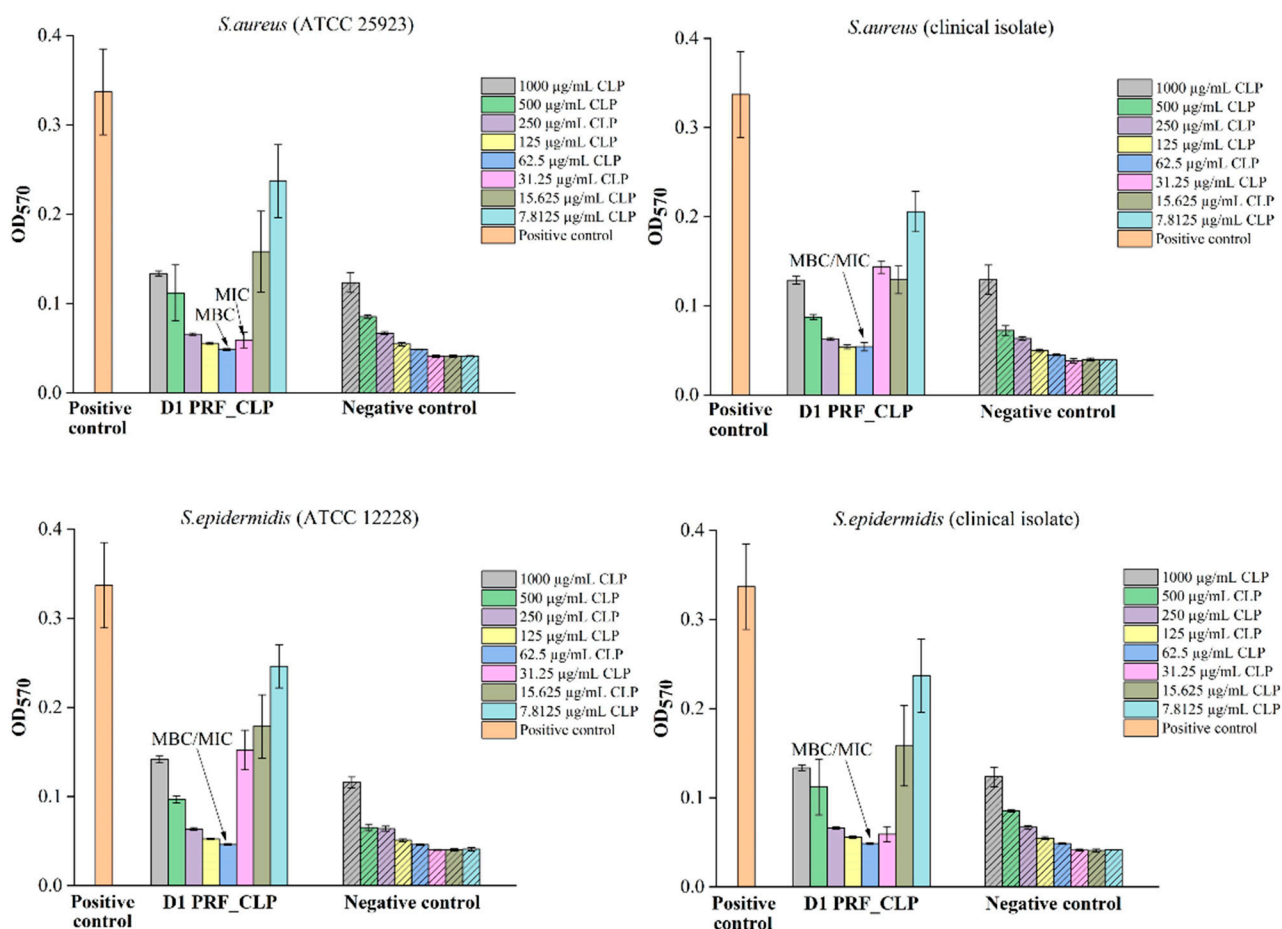 S.aureus (ATCC 25923)
0.4
0.3
0.2
0.1
0.0
OD570
1000 µg/mL CLP
500 µg/mL CLP
250 µg/mL CLP
125 µg/mL CLP
62.5 µg/mL CLP
31.25 µg/mL CLP
15.625 µg/mL CLP
7.8125 µg/mL CLP
Positive control
MIC
MBC
Positive
control
D1 PRF_CLP
Negative control
S.aureus (clinical isolate)
0.4
0.3
0.2
0.1
0.0
OD570
1000 µg/mL CLP
500 µg/mL CLP
250 µg/mL CLP
125 µg/mL CLP
62.5 µg/mL CLP
31.25 µg/mL CLP
15.625 µg/mL CLP
7.8125 µg/mL CLP
Positive control
MBC/MIC
Positive
control
D1 PRF_CLP
Negative control
S.epidermidis (ATCC 12228)
0.4
0.3
0.2
0.1
0.0
OD570
1000 µg/mL CLP
500 µg/mL CLP
250 µg/mL CLP
125 µg/mL CLP
62.5 µg/mL CLP
31.25 µg/mL CLP
15.625 µg/mL CLP
7.8125 µg/mL CLP
Positive control
MBC/MIC
Positive
control
D1 PRF_CLP
Negative control
S.epidermidis (clinical isolate)
0.4
0.3
0.2
0.1
0.0
OD570
1000 µg/mL CLP
500 µg/mL CLP
250 µg/mL CLP
125 µg/mL CLP
62.5 µg/mL CLP
31.25 µg/mL CLP
15.625 µg/mL CLP
7.8125 µg/mL CLP
Positive control
MBC/MIC
Positive
control
D1 PRF_CLP
Negative control